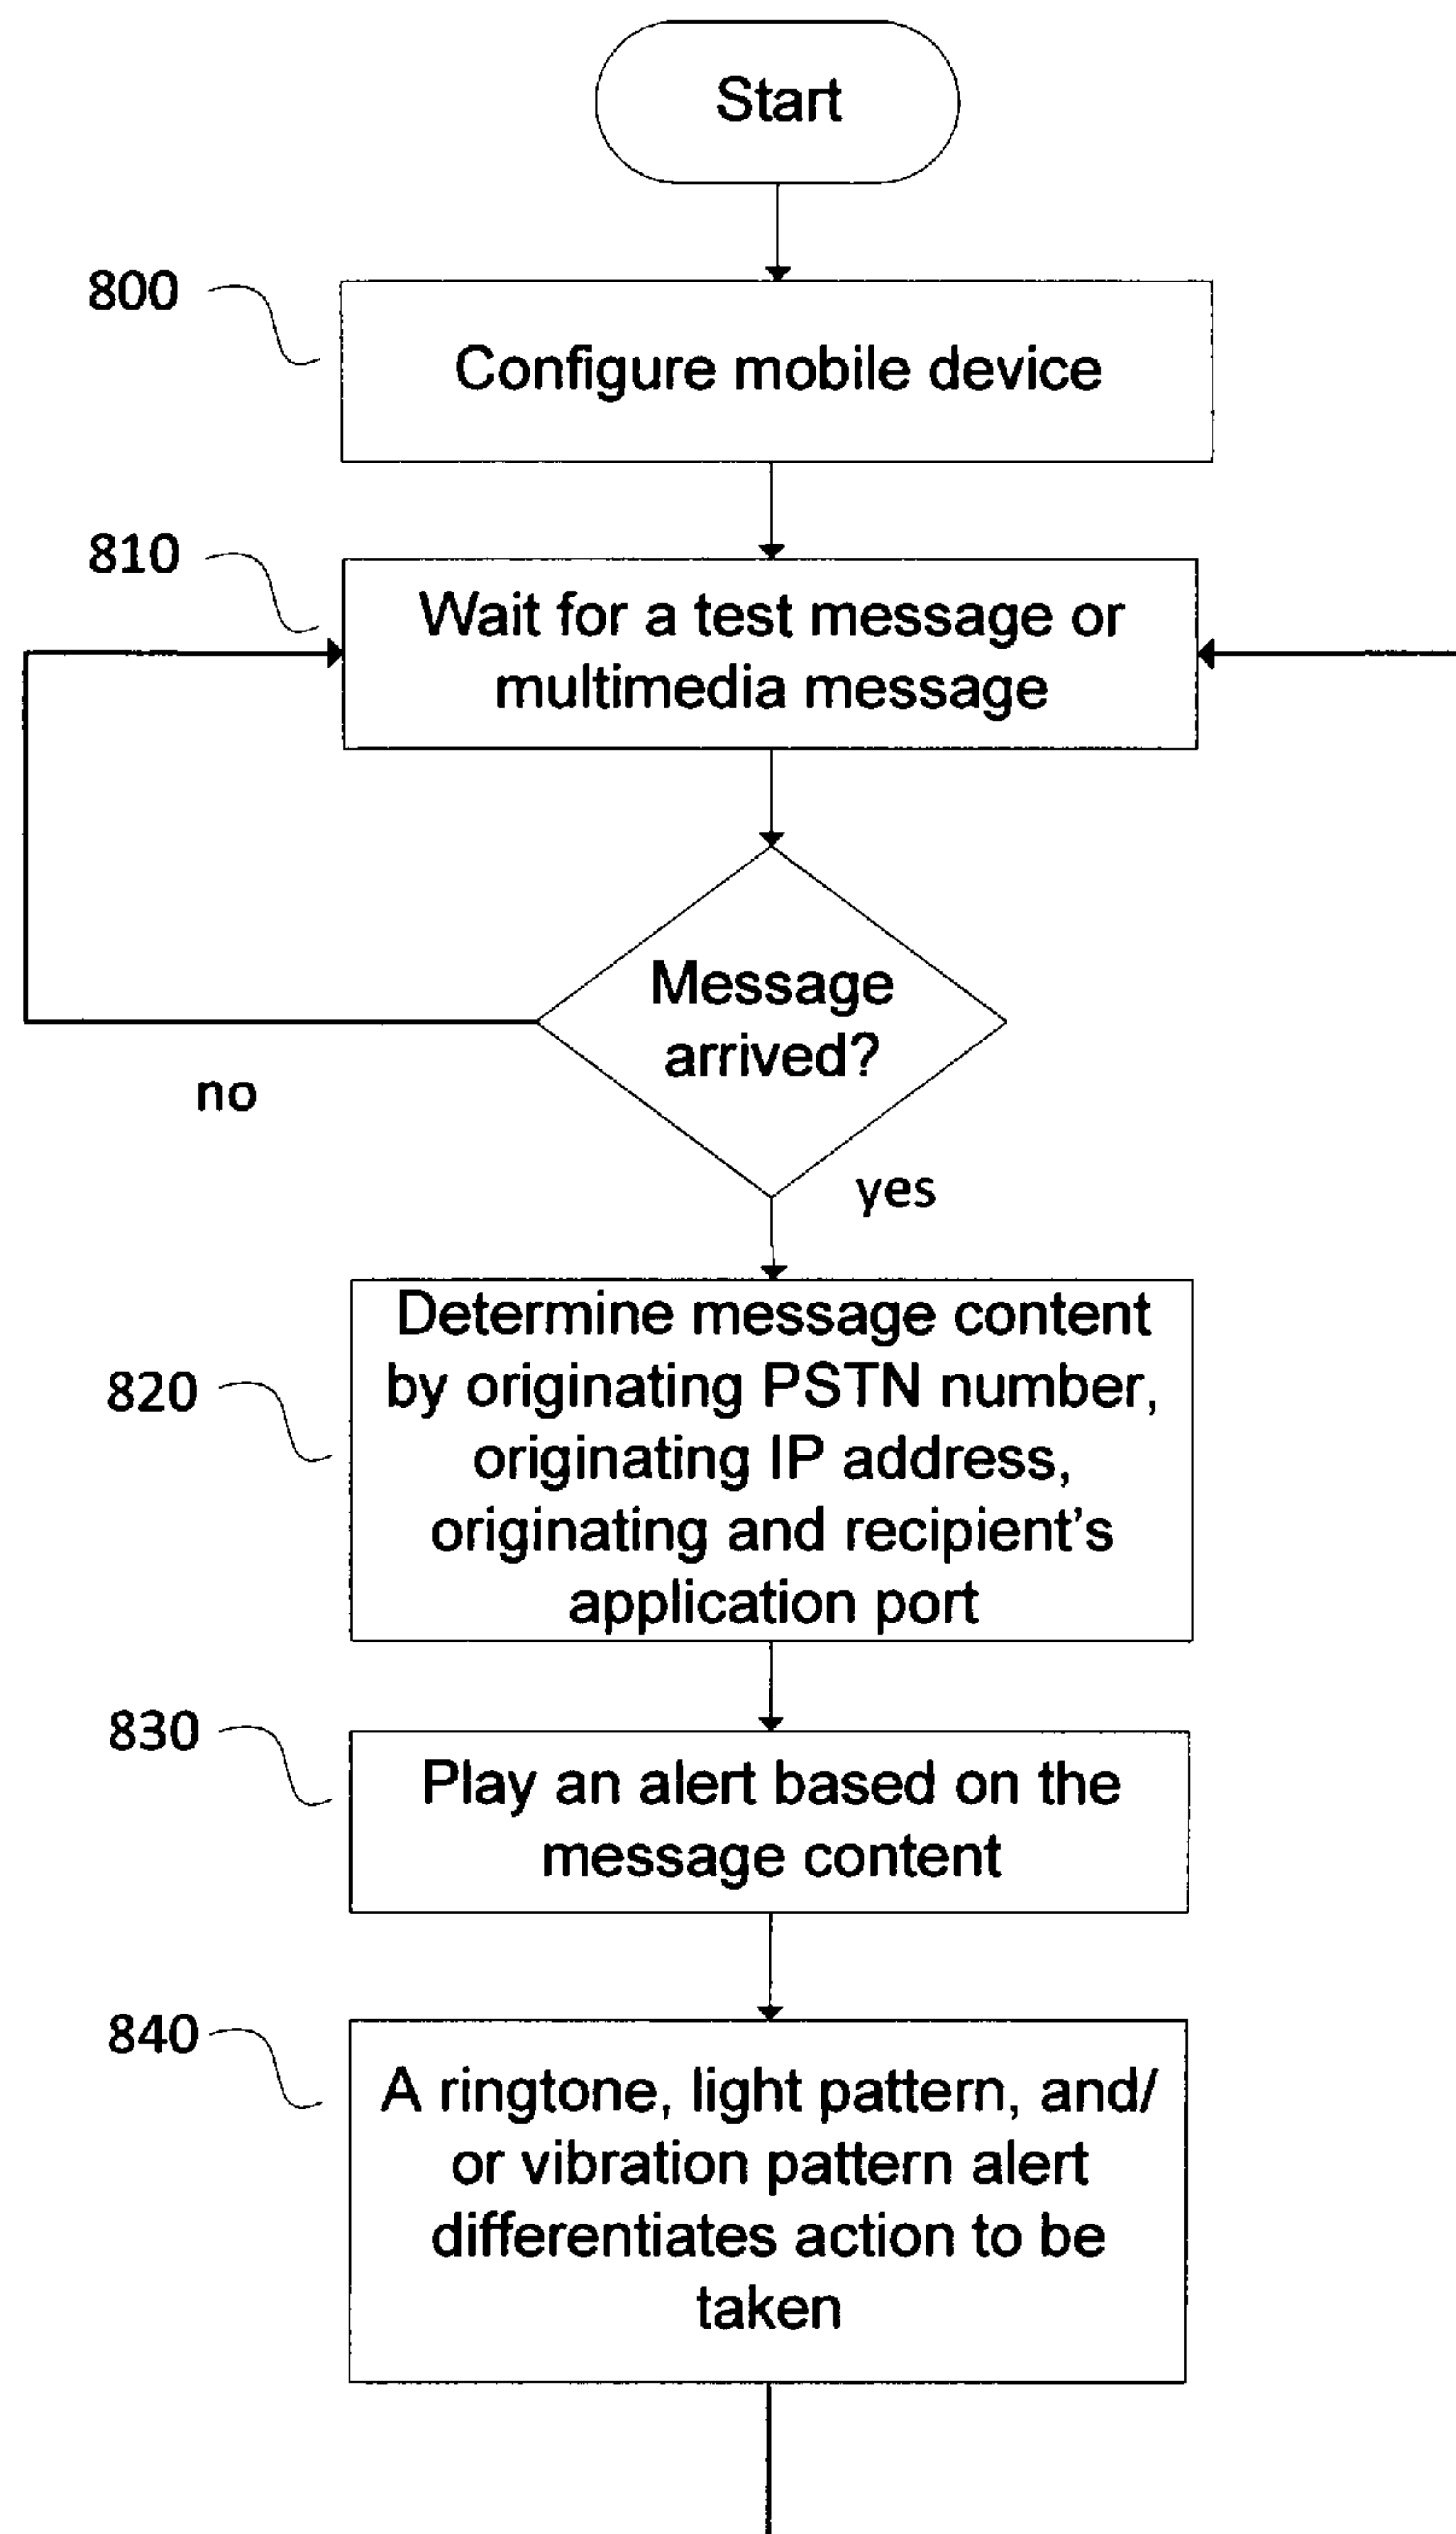 Start
800
Configure mobile device
810
Wait for a test message or
multimedia message
Message
arrived?
no
yes
820
Determine message content
by originating PSTN number,
originating IP address,
originating and recipient's
application port
830
Play an alert based on the
message content
840
A ringtone, light pattern, and/
or vibration pattern alert
differentiates action to be
taken